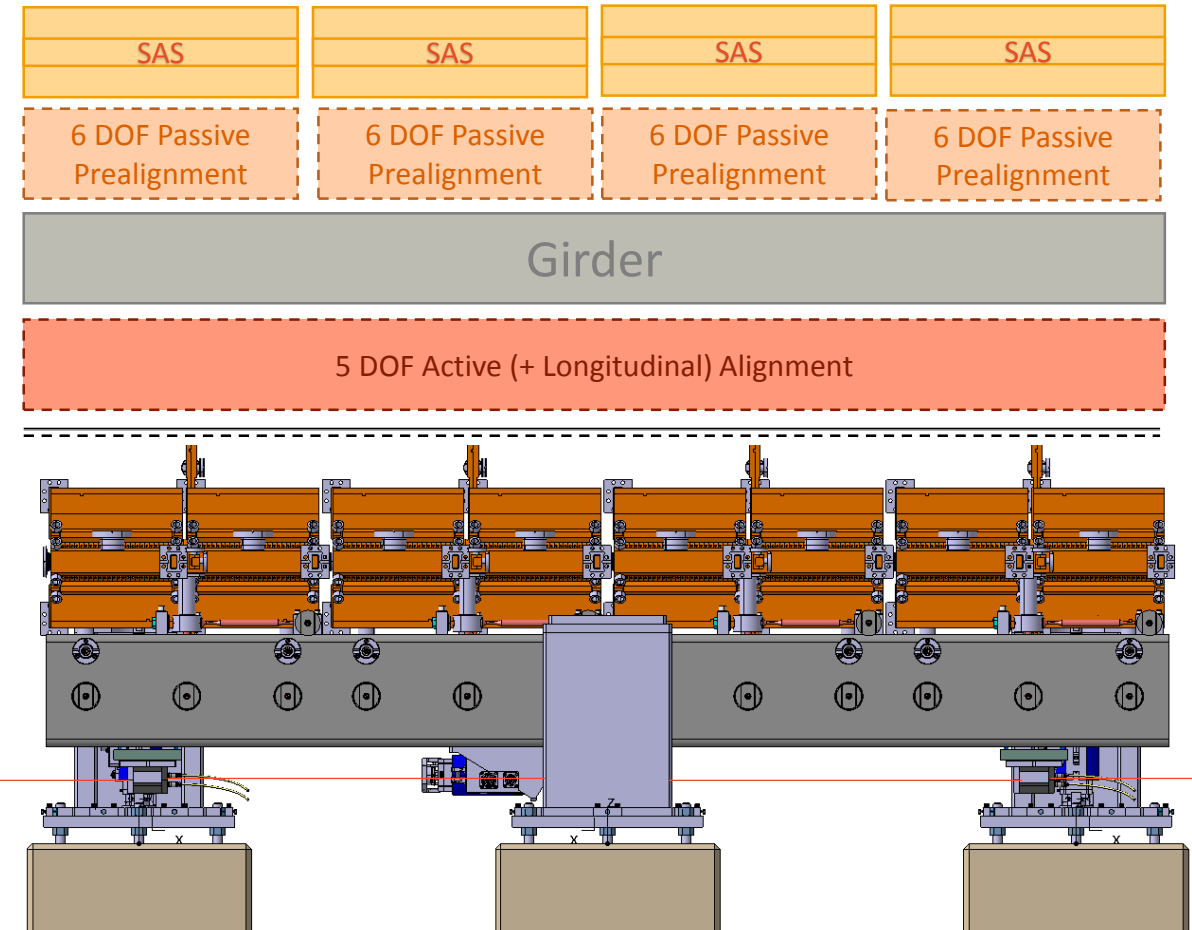 SAS SAS SAS SAS
6 DOF Passive 6 DOF Passive 6 DOF Passive 6 DOF Passive
Prealignment Prealignment Prealignment Prealignment
Girder
5 DOF Active (+ Longitudinal) Alignment
Z
X X X